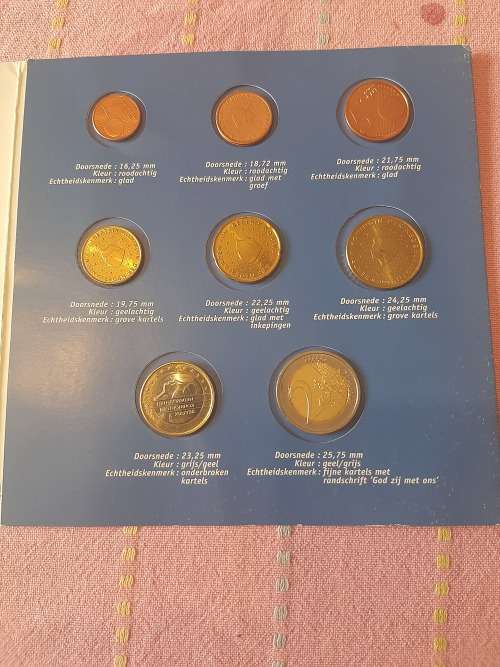 Doorsnede : 16,25 mm
Kleur : roodachtig
Echtheidskenmerk : glad
Doorsnede : 18,72 mm
Kleur : roodachtig
Echtheidskenmerk : glad met
groef
Doorsnede : 21,75 mm
Kleur : roodachtig
Echtheidskenmerk : glad
Doorsnede : 19,75 mm
Kleur : geelachtig
Echtheidskenmerk : grove kartels
Doorsnede : 22,25 mm
Kleur : geelachtig
Echtheidskenmerk : glad met
inkepingen
Doorsnede : 24,25 mm
Kleur : geelachtig
Echtheidskenmerk : grove kartels
Doorsnede : 23,25 mm
Kleur : grijs/geel
Echtheidskenmerk : onderbraken
kartels
Doorsnede : 25,75 mm
Kleur : geel/grijs
Echtheidskenmerk : fijne kartels met
randschrift 'God zij met ons'